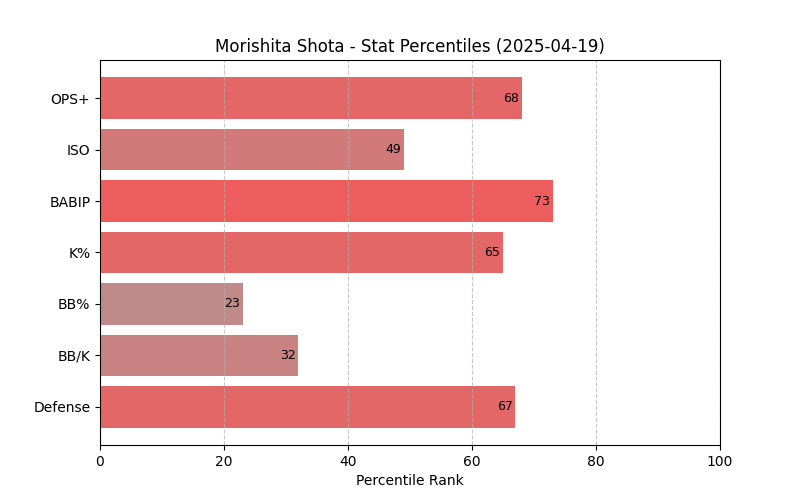 Morishita Shota - Stat Percentiles (2025-04-19)
OPS+ 68
ISO 49
BABIP 73
K% 65
BB% 23
BB/K 32
Defense 67
0 20 40 60 80 100
Percentile Rank